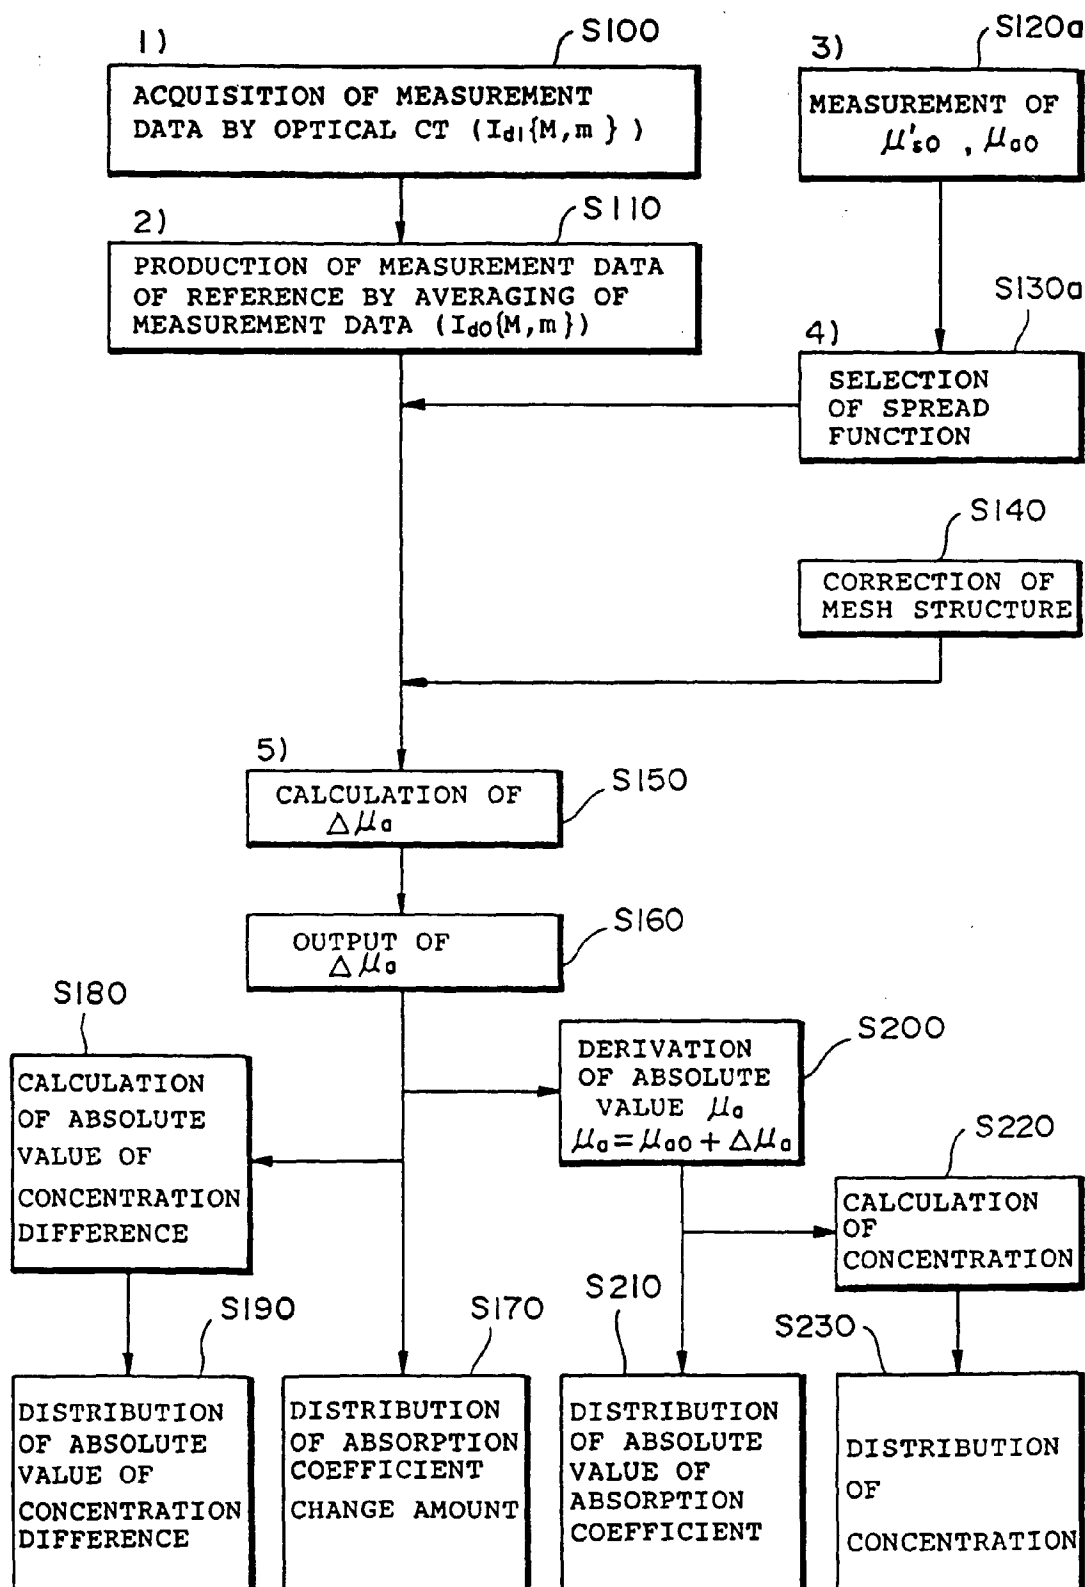 1)
S100
ACQUISITION OF MEASUREMENT
DATA BY OPTICAL CT (Id1{M,m})
3)
S120a
MEASUREMENT OF
μ's0 , μa0
2)
S110
PRODUCTION OF MEASUREMENT DATA
OF REFERENCE BY AVERAGING OF
MEASUREMENT DATA (Id0{M,m})
S130a
4)
SELECTION
OF SPREAD
FUNCTION
S140
CORRECTION OF
MESH STRUCTURE
5)
S150
CALCULATION OF
Δμa
S160
OUTPUT OF
Δμa
S180
CALCULATION
OF ABSOLUTE
VALUE OF
CONCENTRATION
DIFFERENCE
S200
DERIVATION
OF ABSOLUTE
VALUE μa
μa=μa0+Δμa
S220
CALCULATION
OF
CONCENTRATION
S190
DISTRIBUTION
OF ABSOLUTE
VALUE OF
CONCENTRATION
DIFFERENCE
S170
DISTRIBUTION
OF ABSORPTION
COEFFICIENT
CHANGE AMOUNT
S210
DISTRIBUTION
OF ABSOLUTE
VALUE OF
ABSORPTION
COEFFICIENT
S230
DISTRIBUTION
OF
CONCENTRATION